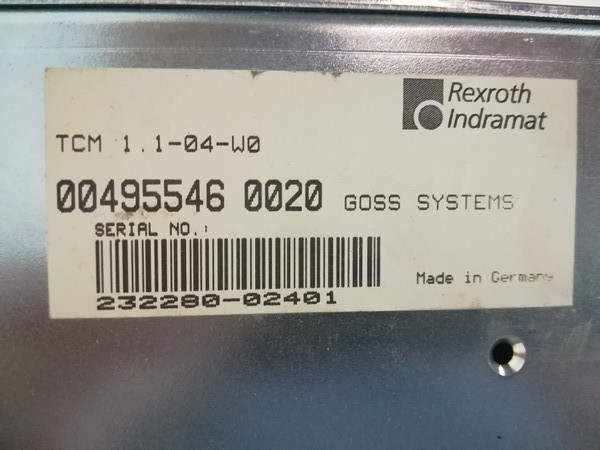 Rexroth
Indramat
TCM 1.1-04-W0
00495546 0020 GOSS SYSTEMS
SERIAL NO.:
232280-02401
Made in Germany